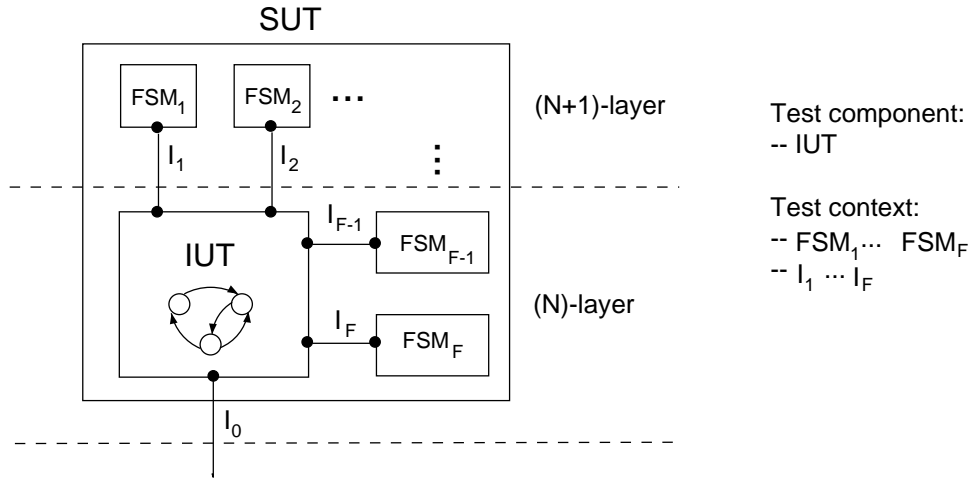 SUT
FSM1 FSM2 ...
(N+1)-layer
I1 I2
IUT
IF-1
FSMF-1
IF
FSMF
(N)-layer
I0
Test component:
-- IUT
Test context:
-- FSM1... FSMF
-- I1 ... IF